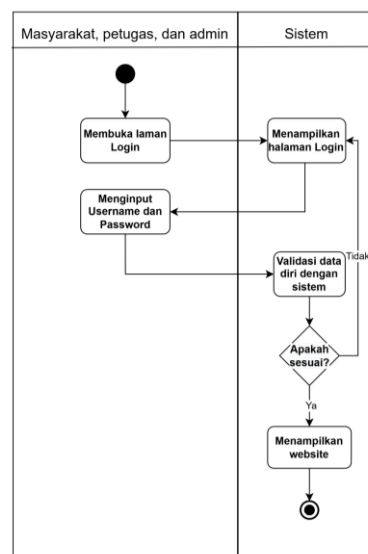 Masyarakat, petugas, dan admin
Sistem
Membuka laman
Login
Menampilkan
halaman Login
Menginput
Username dan
Password
Validasi data
diri dengan
sistem
Tidak
Apakah
sesuai?
Ya
Menampilkan
website